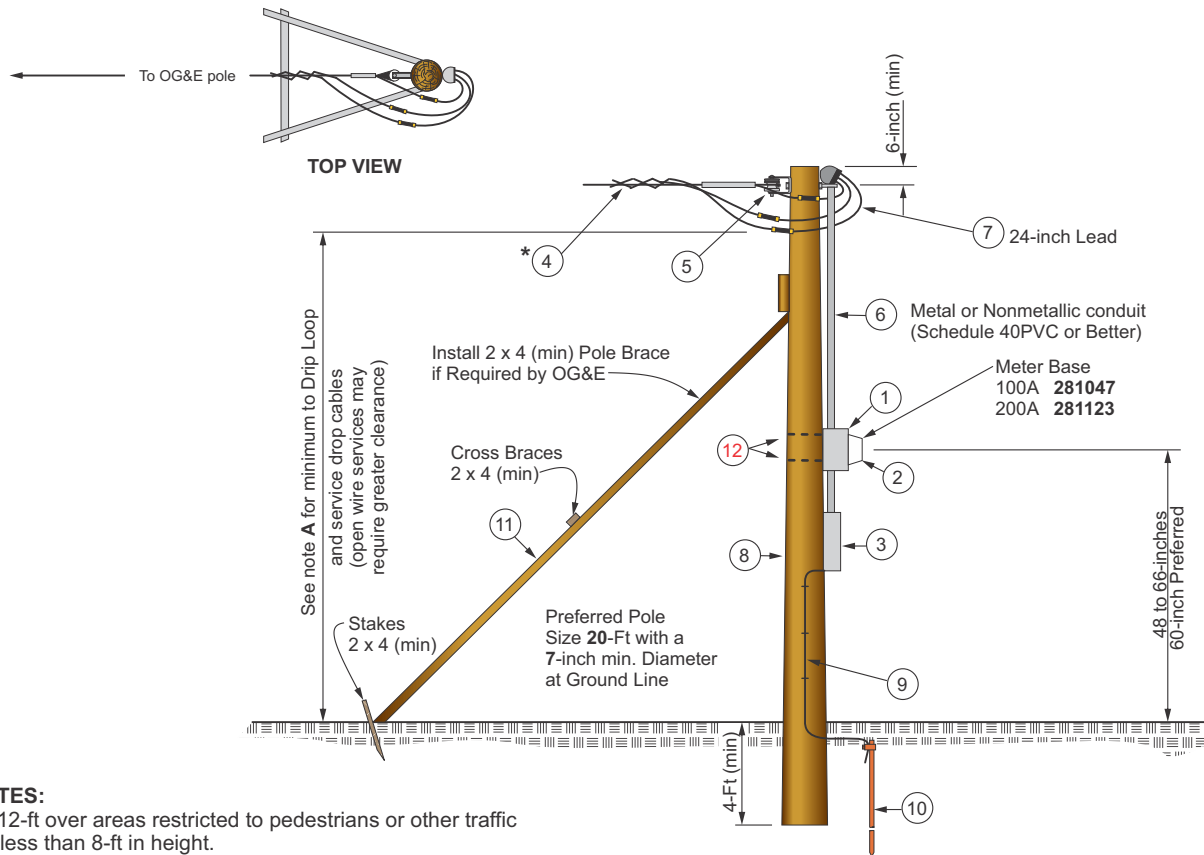 To OG&E pole
TOP VIEW
6-inch (min)
* 4
5
7 24-inch Lead
6 Metal or Nonmetallic conduit
(Schedule 40PVC or Better)
Meter Base
100A 281047
200A 281123
1
2
12
3
8
Install 2 x 4 (min) Pole Brace
if Required by OG&E
Cross Braces
2 x 4 (min)
11
See note A for minimum to Drip Loop
and service drop cables
(open wire services may
require greater clearance)
Stakes
2 x 4 (min)
Preferred Pole
Size 20-Ft with a
7-inch min. Diameter
at Ground Line
9
48 to 66-inches
60-inch Preferred
4-Ft (min)
10
TES:
12-ft over areas restricted to pedestrians or other traffic
less than 8-ft in height.